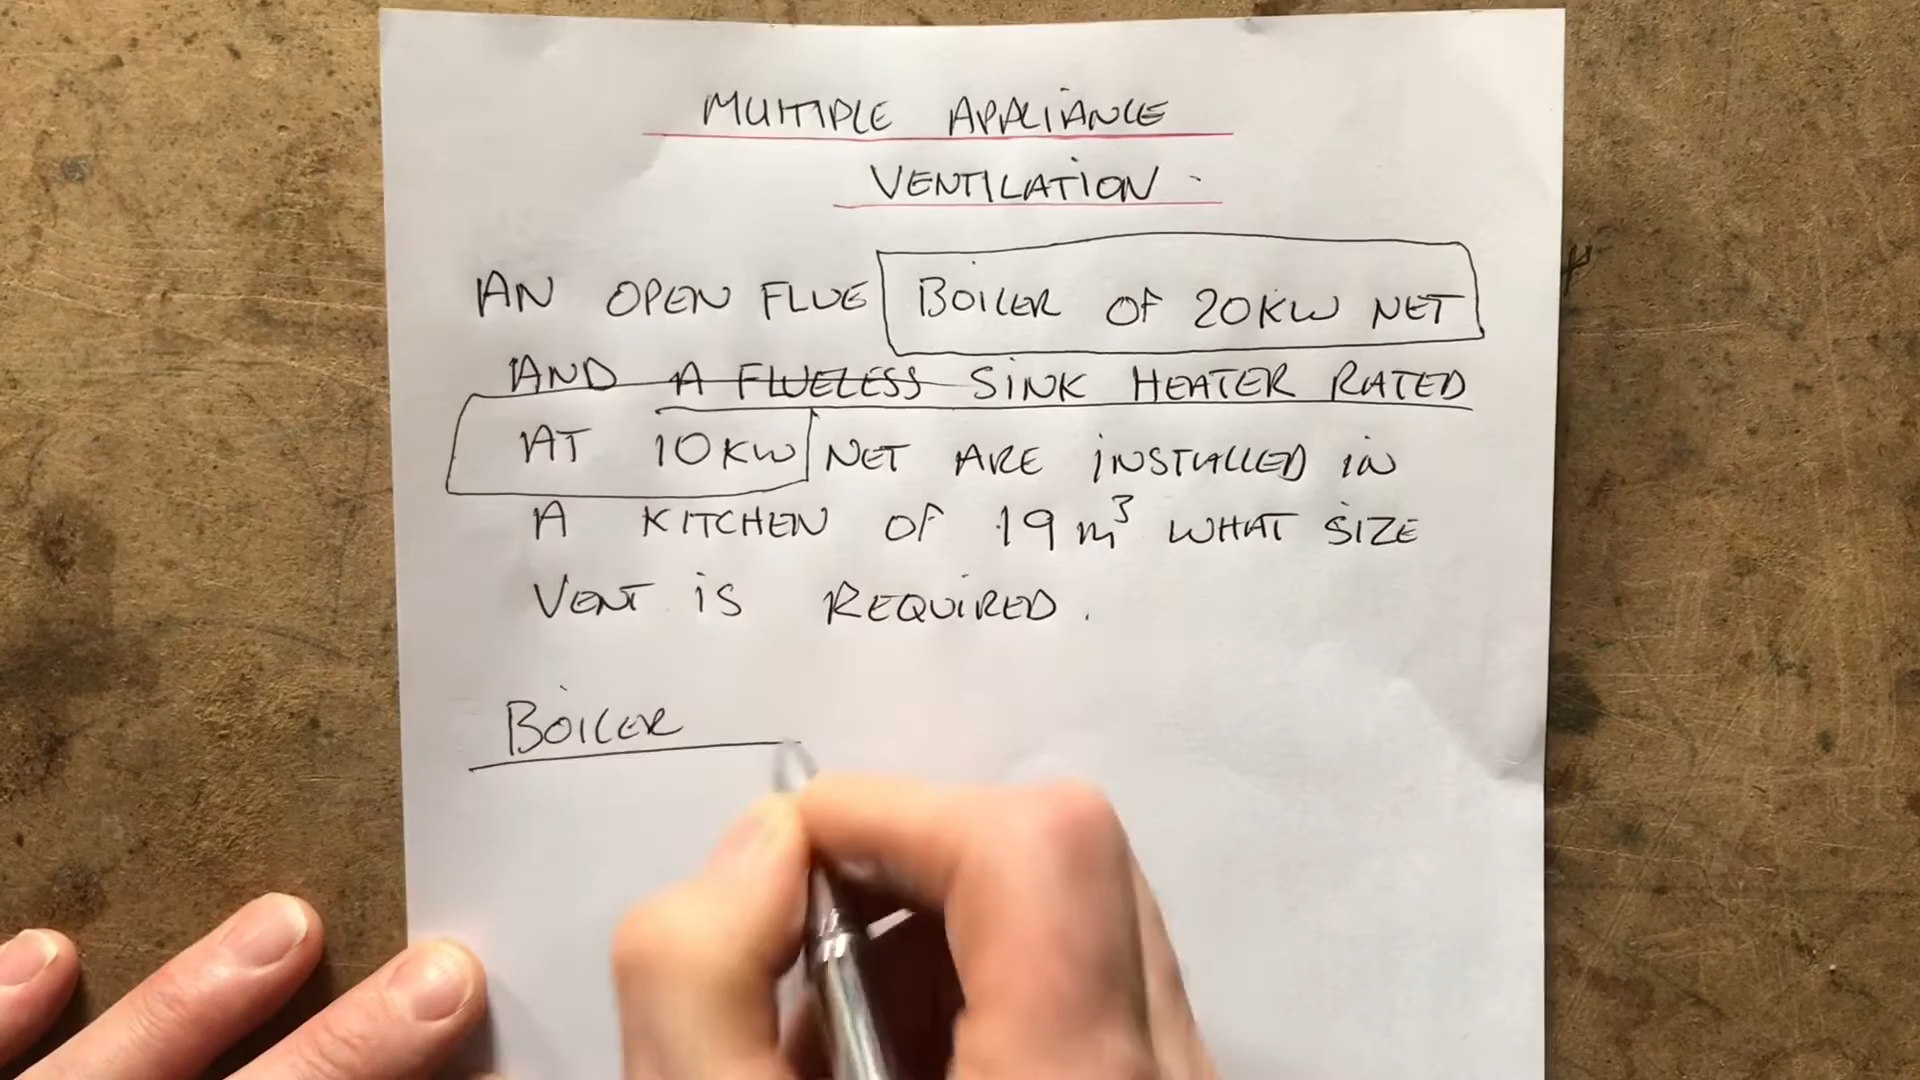 MULTIPLE APPLIANCE
VENTILATION
AN OPEN FLUE BOILER OF 20KW NET
AND A FLUELESS SINK HEATER RATED
AT 10KW NET ARE INSTALLED IN
A KITCHEN OF 19m³ WHAT SIZE
VENT IS REQUIRED.
BOILER